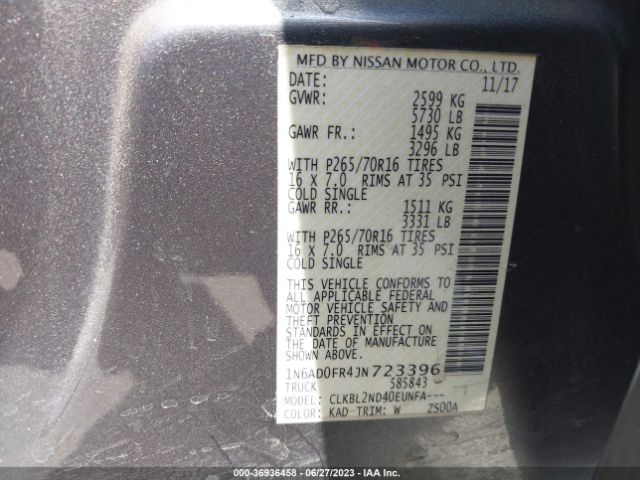 MFD BY NISSAN MOTOR CO., LTD.
DATE: 11/17
GVWR: 2599 KG
5730 LB
GAWR FR.: 1495 KG
3296 LB
WITH P265/70R16 TIRES
16 X 7.0 RIMS AT 35 PSI
COLD SINGLE
GAWR RR.: 1511 KG
3331 LB
WITH P265/70R16 TIRES
16 X 7.0 RIMS AT 35 PSI
COLD SINGLE
THIS VEHICLE CONFORMS TO
ALL APPLICABLE FEDERAL
MOTOR VEHICLE SAFETY AND
THEFT PREVENTION
STANDARDS IN EFFECT ON
THE DATE OF MANUFACTURE
SHOWN ABOVE.
1N6AD0FR4JN723396
TRUCK 585843
MODEL: CLKBL2ND40EUNFA---
COLOR: KAD TRIM: W ZS00A
000-36936458 - 06/27/2023 - IAA Inc.